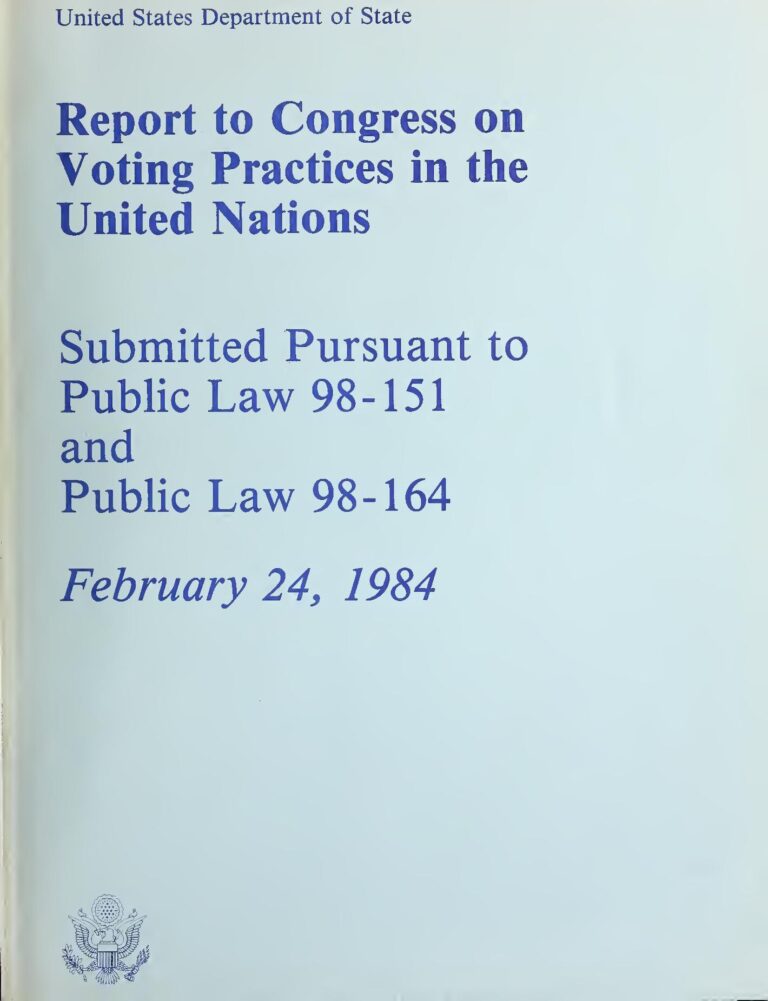 United States Department of State
Report to Congress on
Voting Practices in the
United Nations
Submitted Pursuant to
Public Law 98-151
and
Public Law 98-164
February 24, 1984